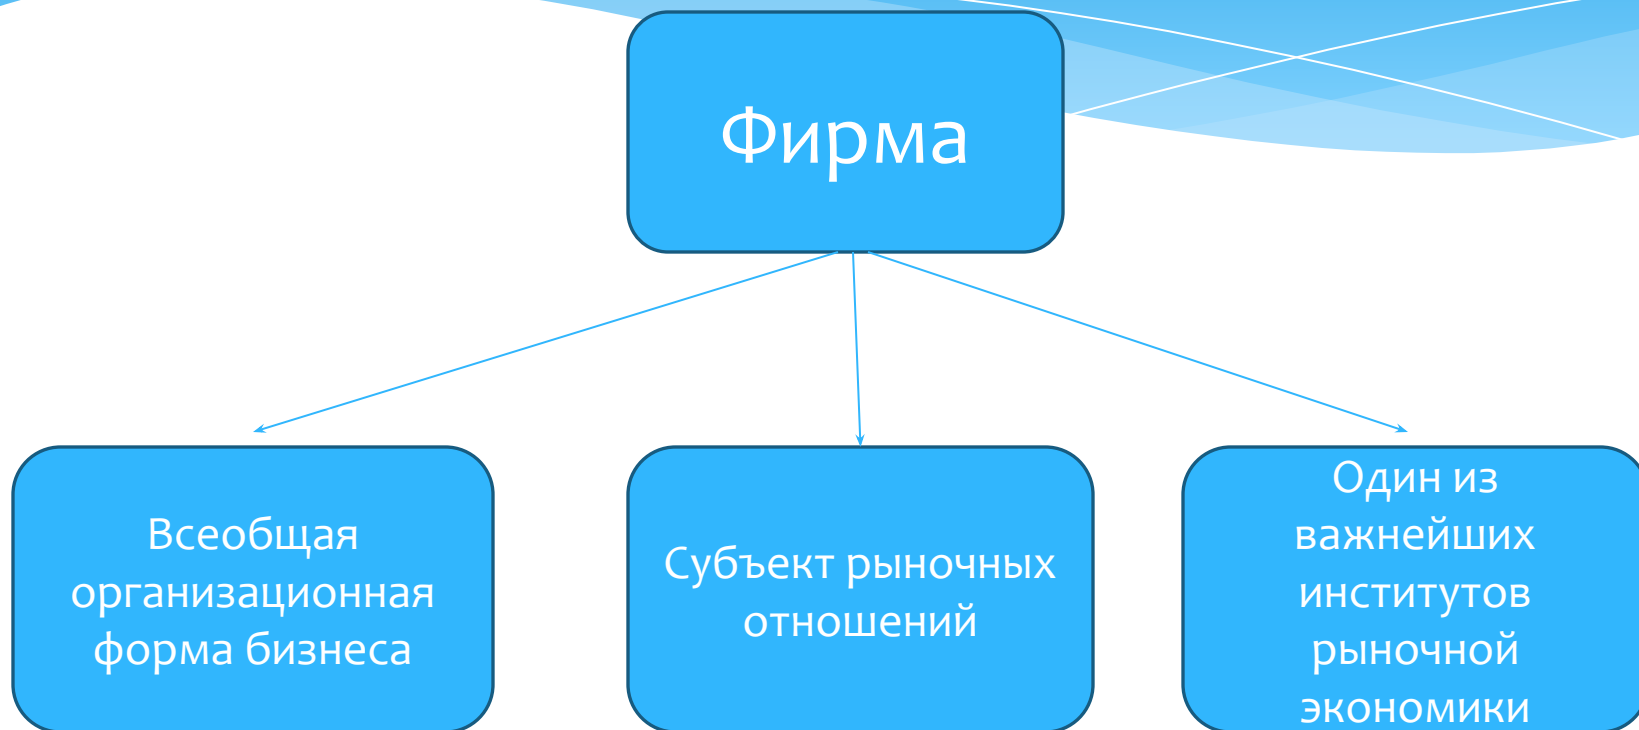 Фирма
Всеобщая
организационная
форма бизнеса
Субъект рыночных
отношений
Один из
важнейших
институтов
рыночной
экономики